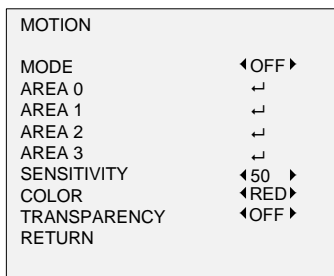 MOTION
MODE ◀OFF▶
AREA 0 ↵
AREA 1 ↵
AREA 2 ↵
AREA 3 ↵
SENSITIVITY ◀50 ▶
COLOR ◀RED▶
TRANSPARENCY ◀OFF▶
RETURN